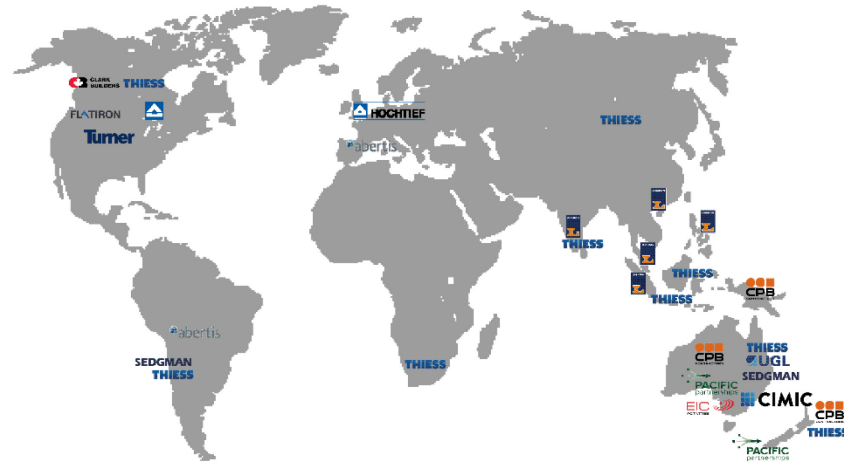 CLARK
BUILDERS
THIESS
FLATIRON
Turner
HOCHTIEF
abertis
THIESS
THIESS
THIESS
THIESS
CPB
abertis
SEDGMAN
THIESS
THIESS
CPB
THIESS
UGL
SEDGMAN
PACIFIC
partnerships
EIC
ACTIVITIES
CIMIC
CPB
THIESS
PACIFIC
partnerships